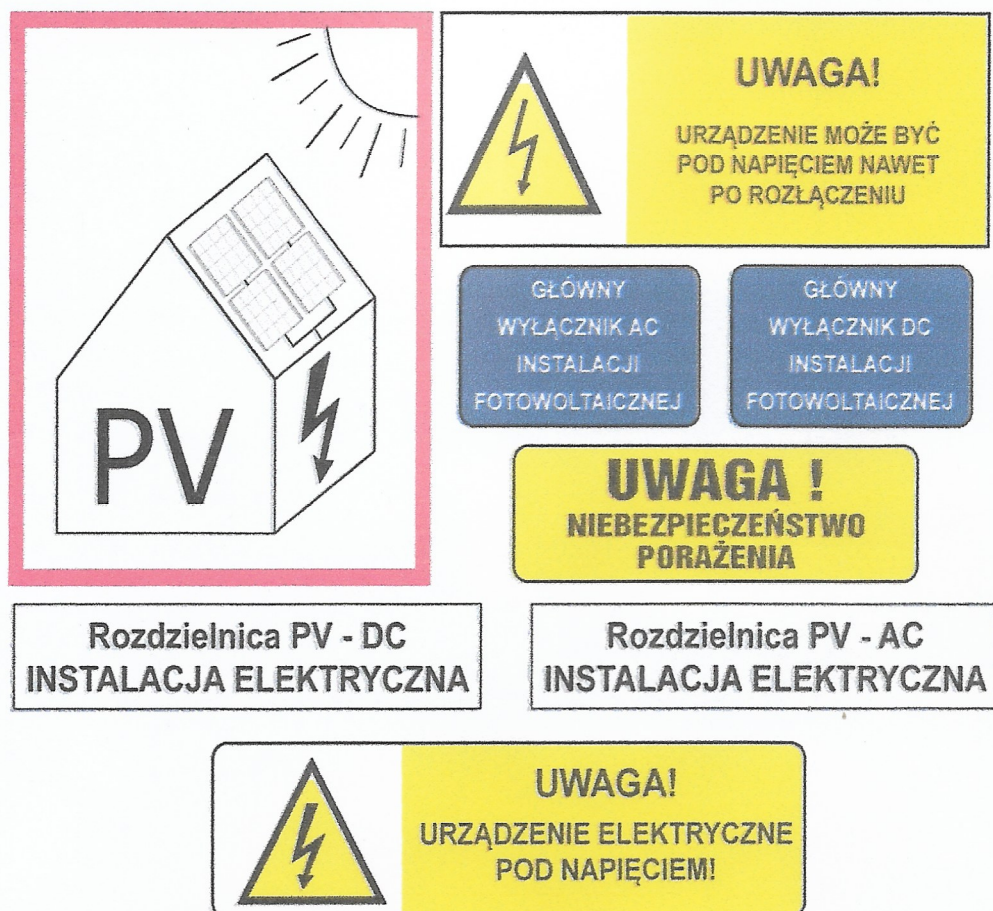 PV
UWAGA!
URZĄDZENIE MOŻE BYĆ
POD NAPIĘCIEM NAWET
PO ROZŁĄCZENIU
GŁÓWNY
WYŁĄCZNIK AC
INSTALACJI
FOTOWOLTAICZNEJ
GŁÓWNY
WYŁĄCZNIK DC
INSTALACJI
FOTOWOLTAICZNEJ
UWAGA !
NIEBEZPIECZEŃSTWO
PORAŻENIA
Rozdzielnica PV - DC
INSTALACJA ELEKTRYCZNA
Rozdzielnica PV - AC
INSTALACJA ELEKTRYCZNA
UWAGA!
URZĄDZENIE ELEKTRYCZNE
POD NAPIĘCIEM!